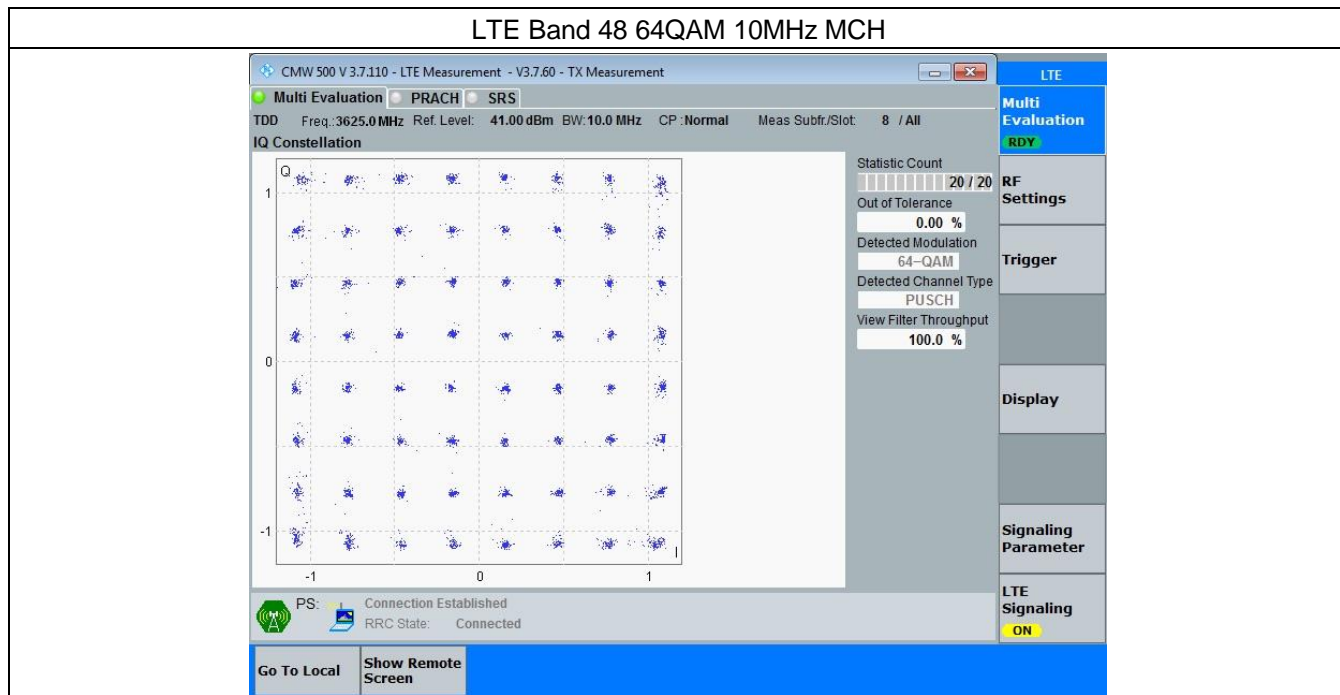 LTE Band 48 64QAM 10MHz MCH
CMW 500 V 3.7.110 - LTE Measurement - V3.7.60 - TX Measurement
LTE
Multi Evaluation PRACH SRS
TDD Freq.:3625.0 MHz Ref. Level: 41.00 dBm BW:10.0 MHz CP :Normal Meas Subfr./Slot: 8 / All
IQ Constellation
Q
1
0
-1
I
-1 0 1
Statistic Count
20 / 20
Out of Tolerance
0.00 %
Detected Modulation
64-QAM
Detected Channel Type
PUSCH
View Filter Throughput
100.0 %
Multi
Evaluation
RDY
RF
Settings
Trigger
Display
Signaling
Parameter
LTE
Signaling
ON
PS: Connection Established
RRC State: Connected
Go To Local
Show Remote
Screen